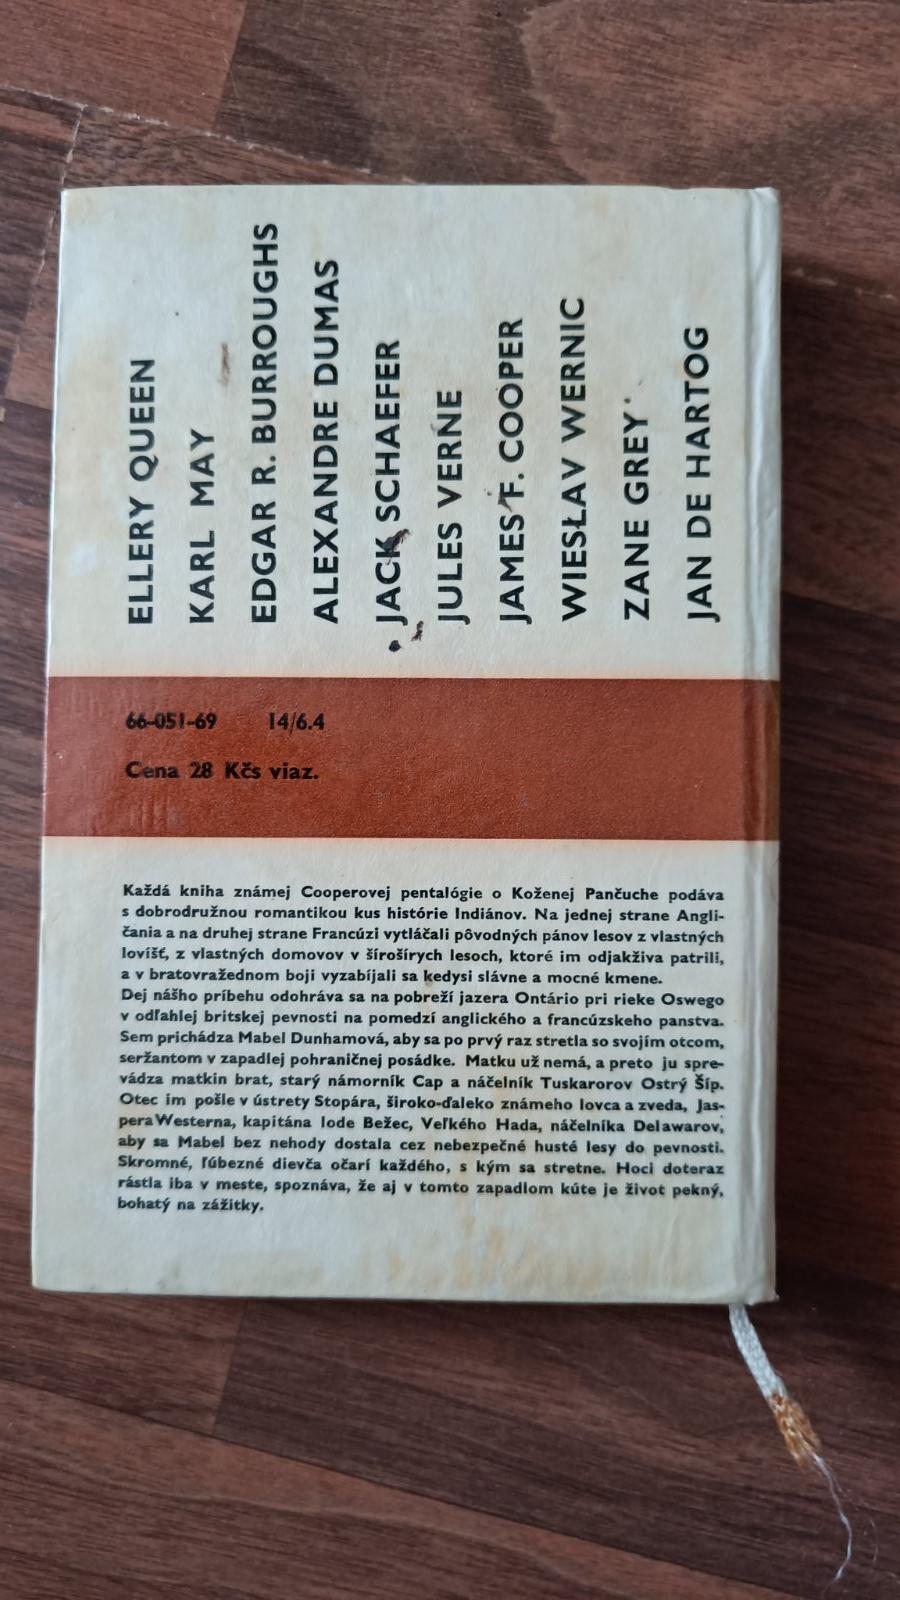 ELLERY QUEEN
KARL MAY
EDGAR R. BURROUGHS
ALEXANDRE DUMAS
JACK SCHAEFER
JULES VERNE
JAMES F. COOPER
WIESŁAV WERNIC
ZANE GREY
JAN DE HARTOG
66-051-69 14/6.4
Cena 28 Kčs viaz.
Každá kniha známej Cooperovej pentalógie o Koženej Pančuche podáva
s dobrodružnou romantikou kus histórie Indiánov. Na jednej strane Angli-
čania a na druhej strane Francúzi vytláčali pôvodných pánov lesov z vlastných
lovíšť, z vlastných domovov v šírošírych lesoch, ktoré im odjakživa patrili,
a v bratovražednom boji vyzabíjali sa kedysi slávne a mocné kmene.
Dej nášho príbehu odohráva sa na pobreží jazera Ontário pri rieke Oswego
v odľahlej britskej pevnosti na pomedzí anglického a francúzskeho panstva.
Sem prichádza Mabel Dunhamová, aby sa po prvý raz stretla so svojím otcom,
seržantom v zapadlej pohraničnej posádke. Matku už nemá, a preto ju spre-
vádza matkin brat, starý námorník Cap a náčelník Tuskarorov Ostrý Šíp.
Otec im pošle v ústrety Stopára, široko-ďaleko známeho lovca a zveda, Jas-
pera Westerna, kapitána lode Bežec, Veľkého Hada, náčelníka Delawarov,
aby sa Mabel bez nehody dostala cez nebezpečné husté lesy do pevnosti.
Skromné, ľúbezné dievča očarí každého, s kým sa stretne. Hoci doteraz
rástla iba v meste, spoznáva, že aj v tomto zapadlom kúte je život pekný,
bohatý na zážitky.